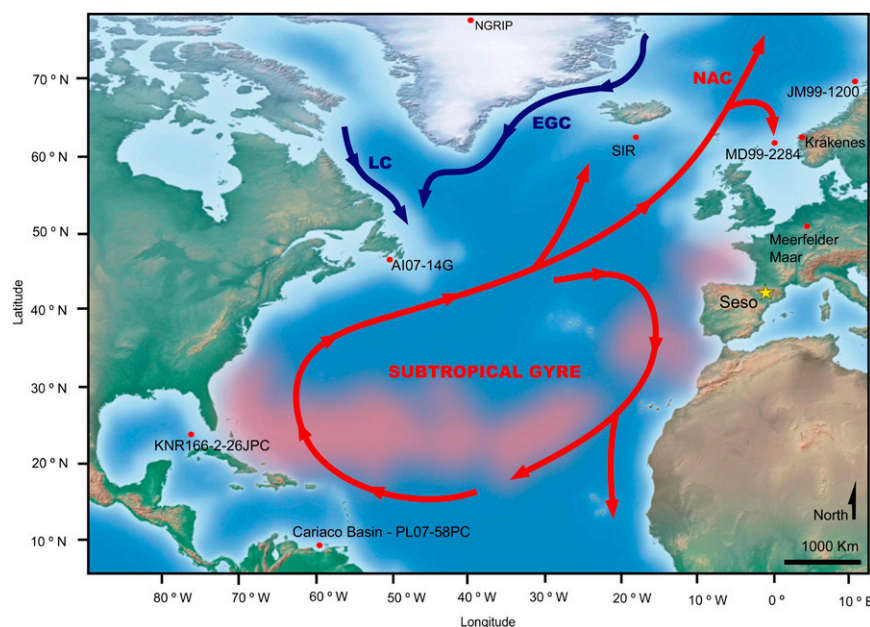 NGRIP
70 º N
NAC
JM99-1200
EGC
SIR
Kråkenes
MD99-2284
60 º N
LC
50 º N
AI07-14G
Meerfelder
Maar
Latitude
40 º N
Seso
SUBTROPICAL GYRE
30 º N
KNR166-2-26JPC
20 º N
North
Cariaco Basin - PL07-58PC
10 º N
1000 Km
80 º W
70 º W
60 º W
50 º W
40 º W
30 º W
20 º W
10 º W
0 º
10 º E
Longitude